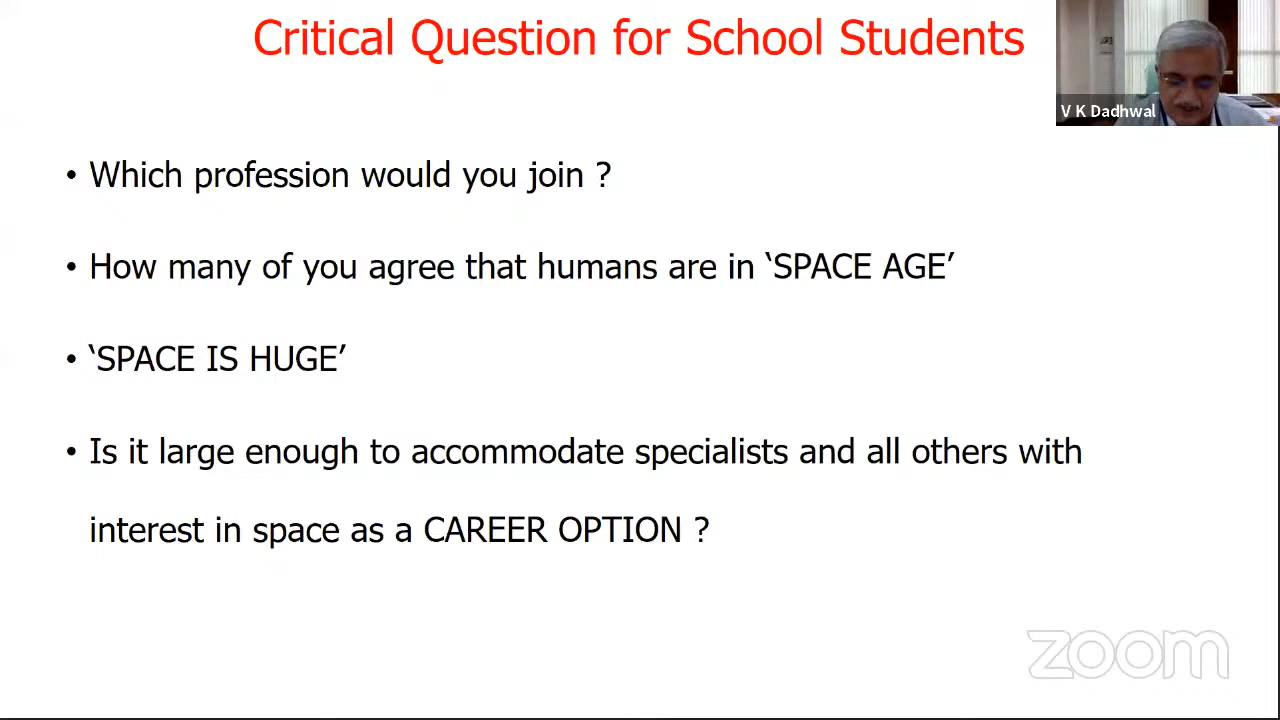 Critical Question for School Students
V K Dadhwal
• Which profession would you join ?
• How many of you agree that humans are in ‘SPACE AGE’
• ‘SPACE IS HUGE’
• Is it large enough to accommodate specialists and all others with
interest in space as a CAREER OPTION ?
zoom